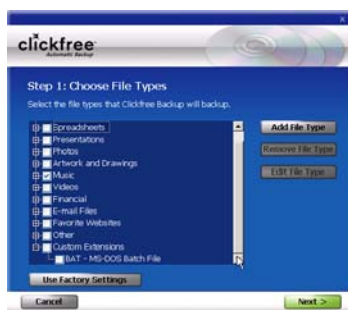 x
clickfree
Automatic Backup
Step 1: Choose File Types
Select the file types that Clickfree Backup will backup.
Spreadsheets
Presentations
Photos
Artwork and Drawings
Music
Videos
Financial
E-mail Files
Favorite Websites
Other
Custom Extensions
BAT - MS-DOS Batch File
Add File Type
Remove File Type
Edit File Type
Use Factory Settings
Cancel
Next >